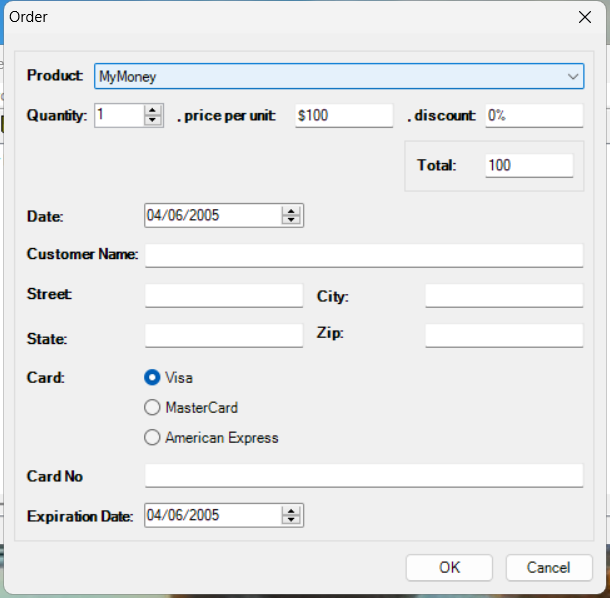 Order
Product: MyMoney
Quantity: 1 , price per unit: $100 , discount: 0%
Total: 100
Date: 04/06/2005
Customer Name:
Street: City:
State: Zip:
Card: Visa
MasterCard
American Express
Card No
Expiration Date: 04/06/2005
OK Cancel